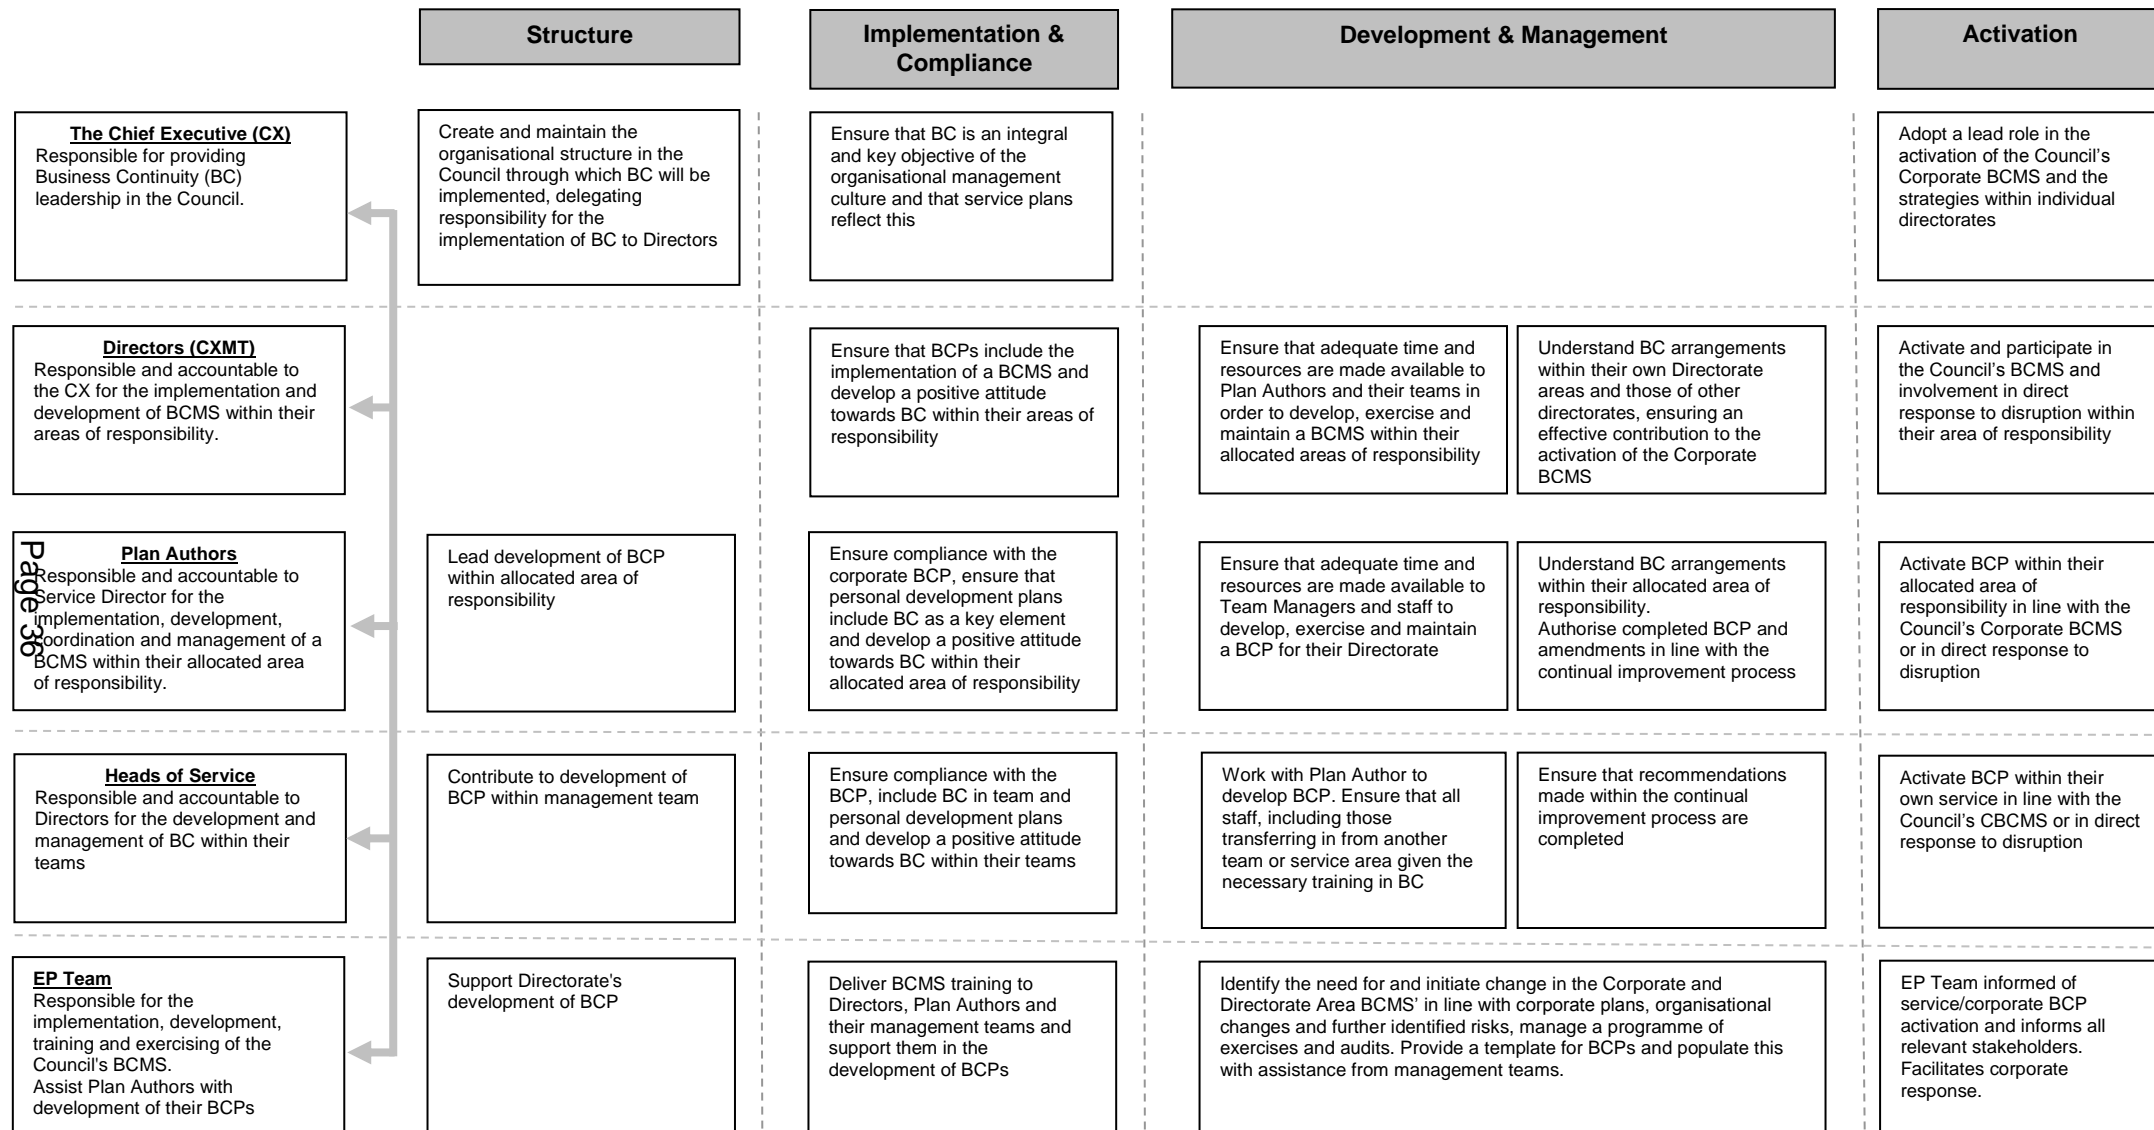 Structure
Implementation &
Compliance
Development & Management
Activation
The Chief Executive (CX)
Responsible for providing
Business Continuity (BC)
leadership in the Council.
Create and maintain the
organisational structure in the
Council through which BC will be
implemented, delegating
responsibility for the
implementation of BC to Directors
Ensure that BC is an integral
and key objective of the
organisational management
culture and that service plans
reflect this
Adopt a lead role in the
activation of the Council's
Corporate BCMS and the
strategies within individual
directorates
Directors (CXMT)
Responsible and accountable to
the CX for the implementation and
development of BCMS within their
areas of responsibility.
Ensure that BCPs include the
implementation of a BCMS and
develop a positive attitude
towards BC within their areas of
responsibility
Ensure that adequate time and
resources are made available to
Plan Authors and their teams in
order to develop, exercise and
maintain a BCMS within their
allocated areas of responsibility
Understand BC arrangements
within their own Directorate
areas and those of other
directorates, ensuring an
effective contribution to the
activation of the Corporate
BCMS
Activate and participate in
the Council's BCMS and
involvement in direct
response to disruption within
their area of responsibility
Page 36
Plan Authors
Responsible and accountable to
Service Director for the
implementation, development,
coordination and management of a
BCMS within their allocated area
of responsibility.
Lead development of BCP
within allocated area of
responsibility
Ensure compliance with the
corporate BCP, ensure that
personal development plans
include BC as a key element
and develop a positive attitude
towards BC within their
allocated area of responsibility
Ensure that adequate time and
resources are made available to
Team Managers and staff to
develop, exercise and maintain
a BCP for their Directorate
Understand BC arrangements
within their allocated area of
responsibility.
Authorise completed BCP and
amendments in line with the
continual improvement process
Activate BCP within their
allocated area of
responsibility in line with the
Council's Corporate BCMS
or in direct response to
disruption
Heads of Service
Responsible and accountable to
Directors for the development and
management of BC within their
teams
Contribute to development of
BCP within management team
Ensure compliance with the
BCP, include BC in team and
personal development plans
and develop a positive attitude
towards BC within their teams
Work with Plan Author to
develop BCP. Ensure that all
staff, including those
transferring in from another
team or service area given the
necessary training in BC
Ensure that recommendations
made within the continual
improvement process are
completed
Activate BCP within their
own service in line with the
Council's CBCMS or in direct
response to disruption
EP Team
Responsible for the
implementation, development,
training and exercising of the
Council's BCMS.
Assist Plan Authors with
development of their BCPs
Support Directorate's
development of BCP
Deliver BCMS training to
Directors, Plan Authors and
their management teams and
support them in the
development of BCPs
Identify the need for and initiate change in the Corporate and
Directorate Area BCMS' in line with corporate plans, organisational
changes and further identified risks, manage a programme of
exercises and audits. Provide a template for BCPs and populate this
with assistance from management teams.
EP Team informed of
service/corporate BCP
activation and informs all
relevant stakeholders.
Facilitates corporate
response.